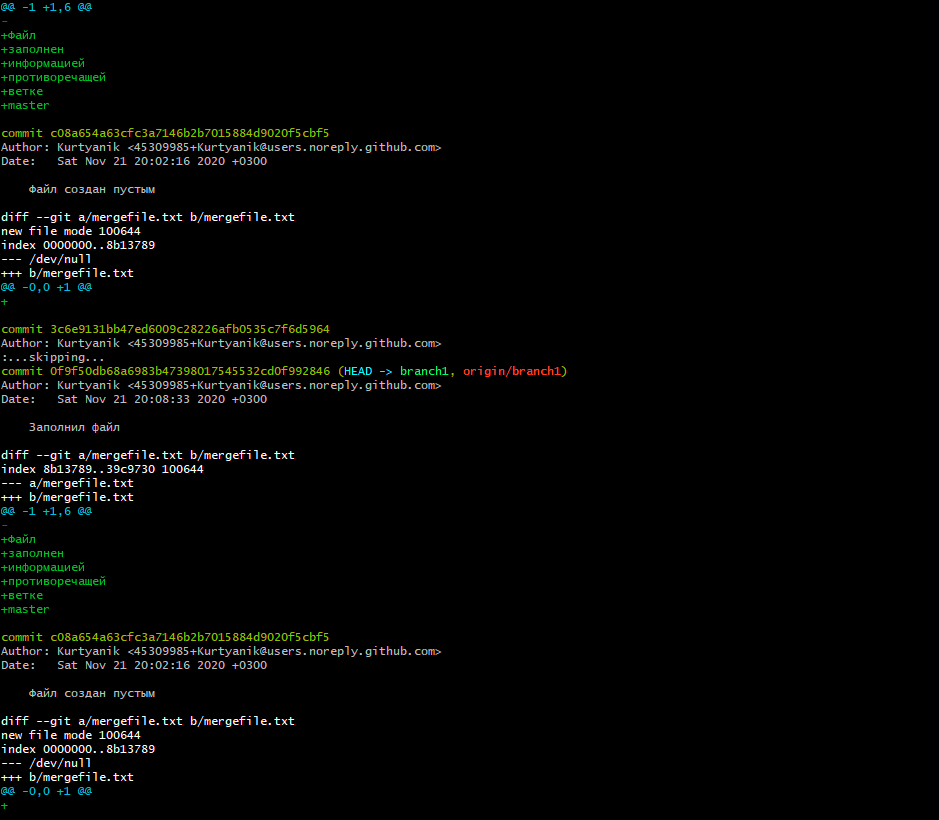 @@ -1 +1,6 @@
-
+Файл
+заполнен
+информацией
+противоречащей
+ветке
+master
commit c08a654a63cfc3a7146b2b7015884d9020f5cbf5
Author: Kurtyanik <45309985+Kurtyanik@users.noreply.github.com>
Date:   Sat Nov 21 20:02:16 2020 +0300
    Файл создан пустым
diff --git a/mergefile.txt b/mergefile.txt
new file mode 100644
index 0000000..8b13789
--- /dev/null
+++ b/mergefile.txt
@@ -0,0 +1 @@
+
commit 3c6e9131bb47ed6009c28226afb0535c7f6d5964
Author: Kurtyanik <45309985+Kurtyanik@users.noreply.github.com>
:...skipping...
commit 0f9f50db68a6983b47398017545532cd0f992846 (HEAD -> branch1, origin/branch1)
Author: Kurtyanik <45309985+Kurtyanik@users.noreply.github.com>
Date:   Sat Nov 21 20:08:33 2020 +0300
    Заполнил файл
diff --git a/mergefile.txt b/mergefile.txt
index 8b13789..39c9730 100644
--- a/mergefile.txt
+++ b/mergefile.txt
@@ -1 +1,6 @@
-
+Файл
+заполнен
+информацией
+противоречащей
+ветке
+master
commit c08a654a63cfc3a7146b2b7015884d9020f5cbf5
Author: Kurtyanik <45309985+Kurtyanik@users.noreply.github.com>
Date:   Sat Nov 21 20:02:16 2020 +0300
    Файл создан пустым
diff --git a/mergefile.txt b/mergefile.txt
new file mode 100644
index 0000000..8b13789
--- /dev/null
+++ b/mergefile.txt
@@ -0,0 +1 @@
+